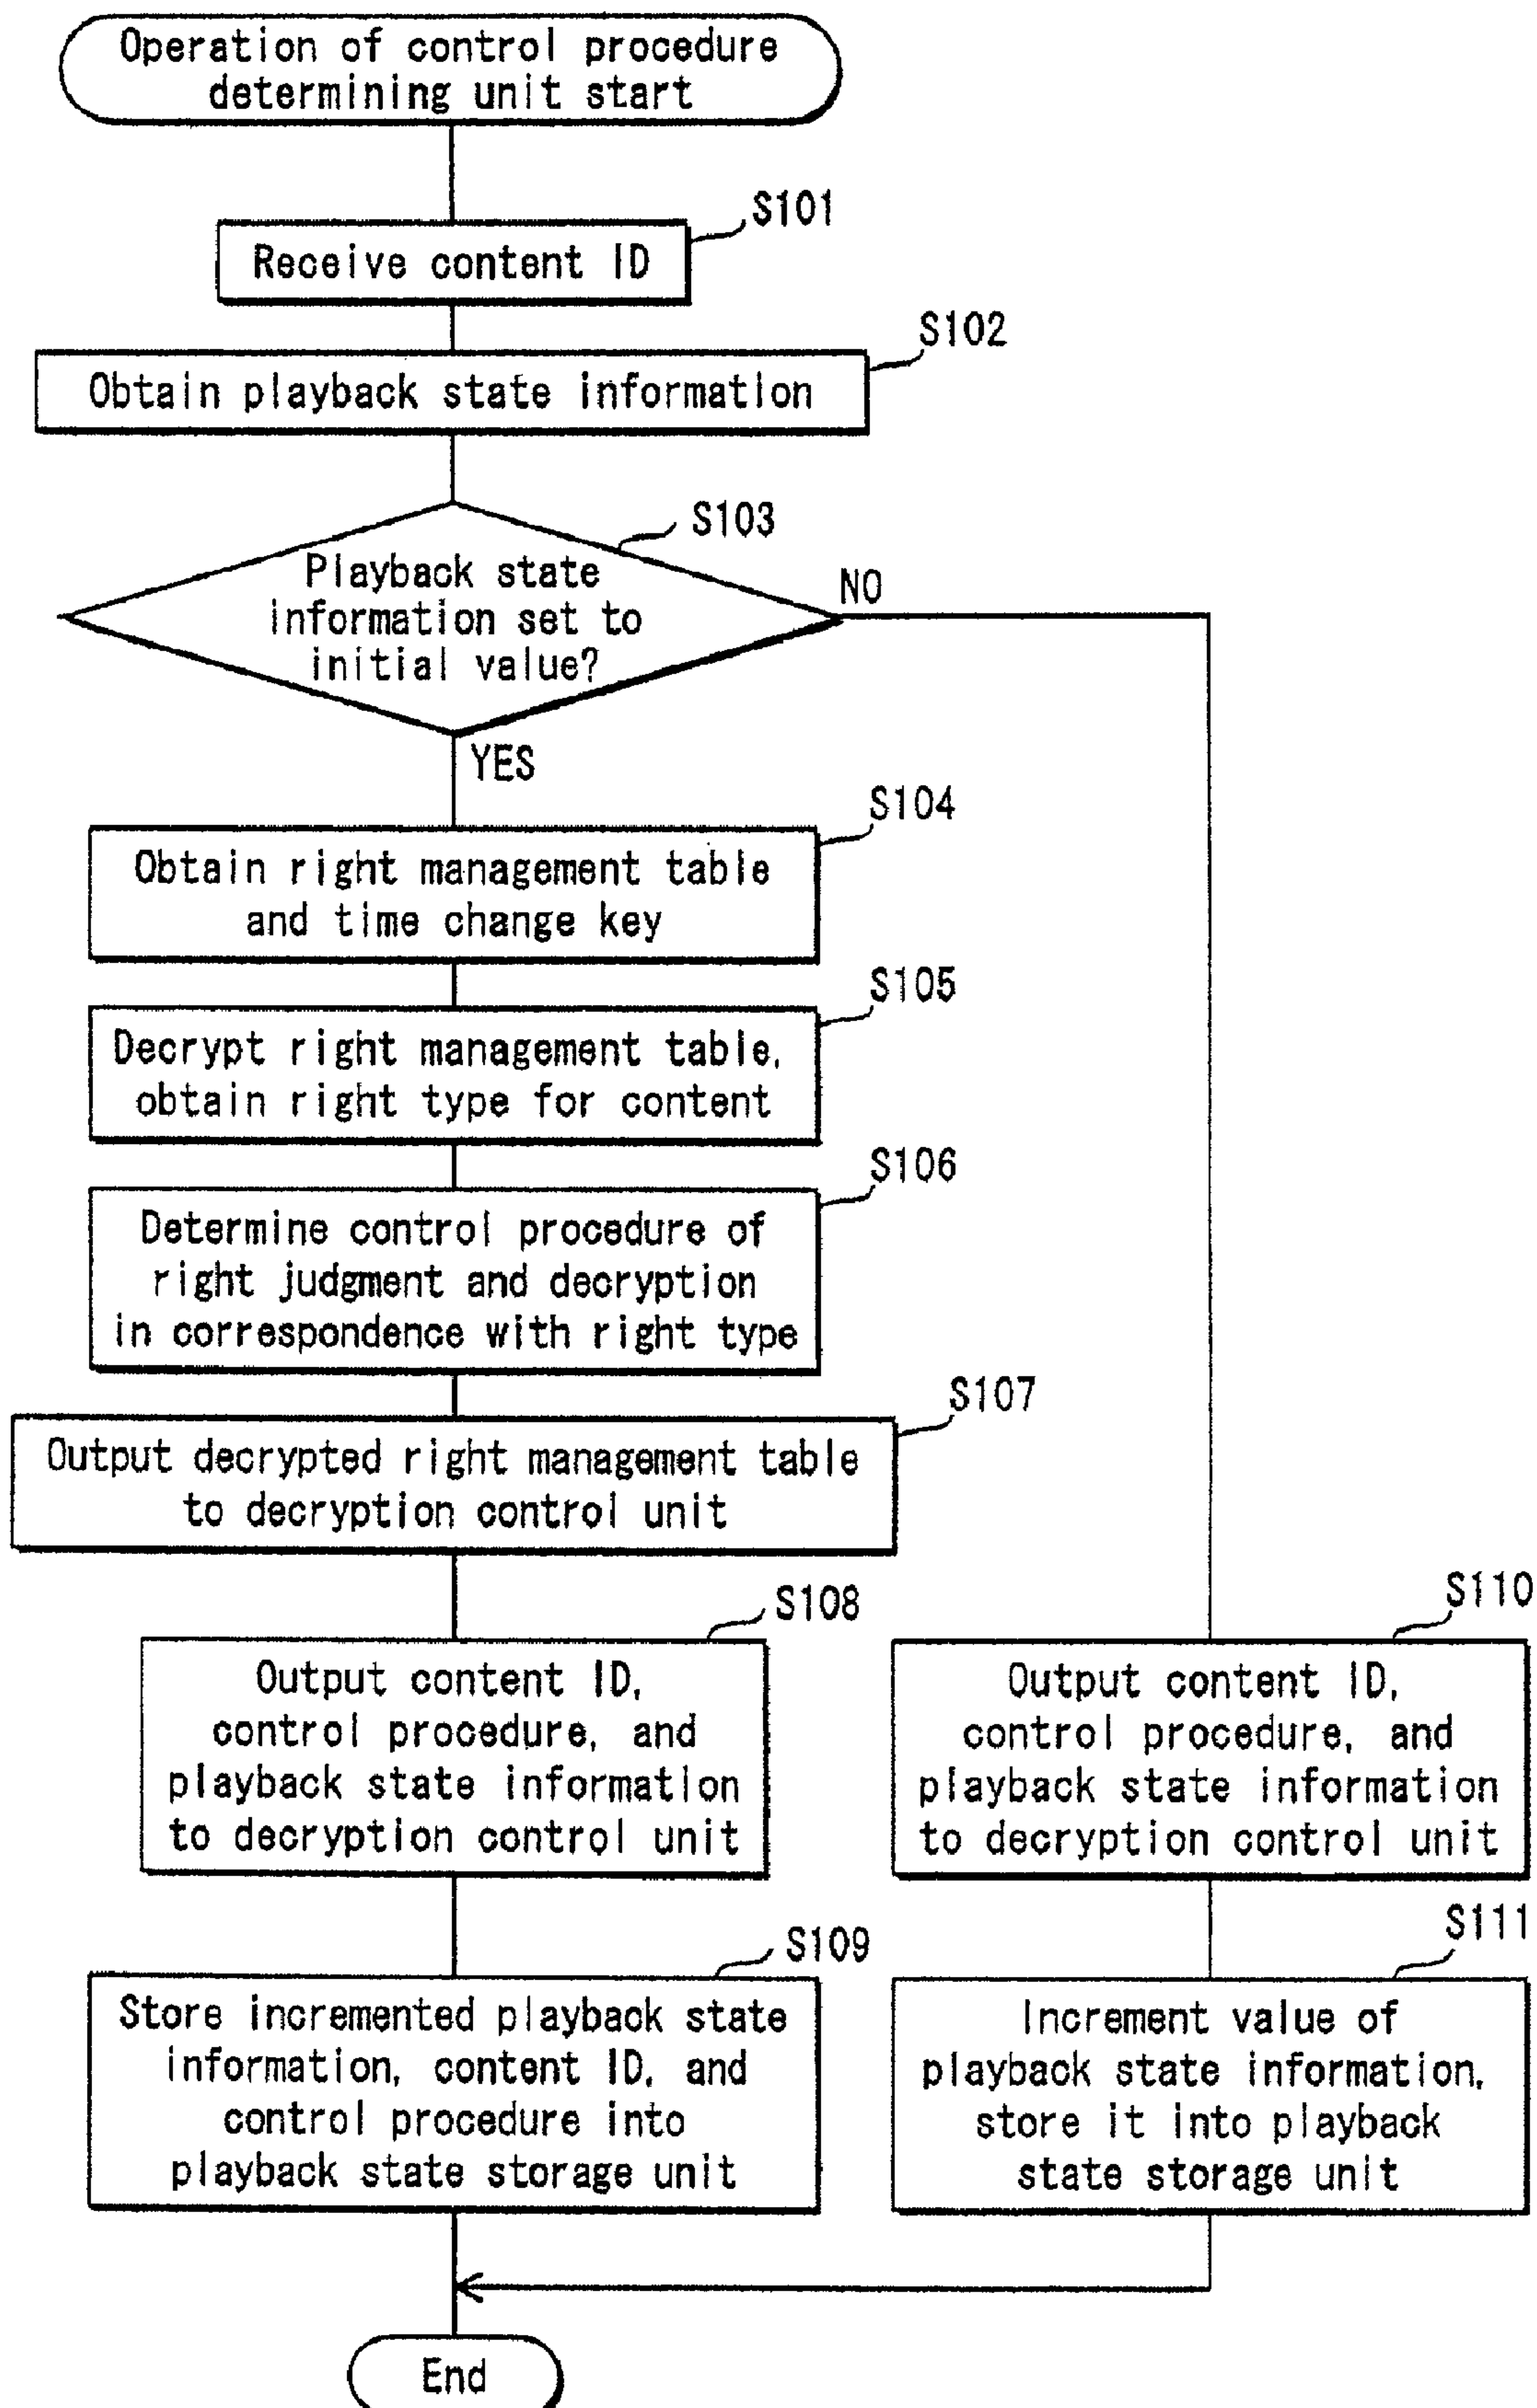 Operation of control procedure
determining unit start
S101
Receive content ID
S102
Obtain playback state information
S103
Playback state
information set to
initial value?
NO
YES
S104
Obtain right management table
and time change key
S105
Decrypt right management table,
obtain right type for content
S106
Determine control procedure of
right judgment and decryption
in correspondence with right type
S107
Output decrypted right management table
to decryption control unit
S108
Output content ID,
control procedure, and
playback state information
to decryption control unit
S109
Store incremented playback state
information, content ID, and
control procedure into
playback state storage unit
S110
Output content ID,
control procedure, and
playback state information
to decryption control unit
S111
Increment value of
playback state information,
store it into playback
state storage unit
End